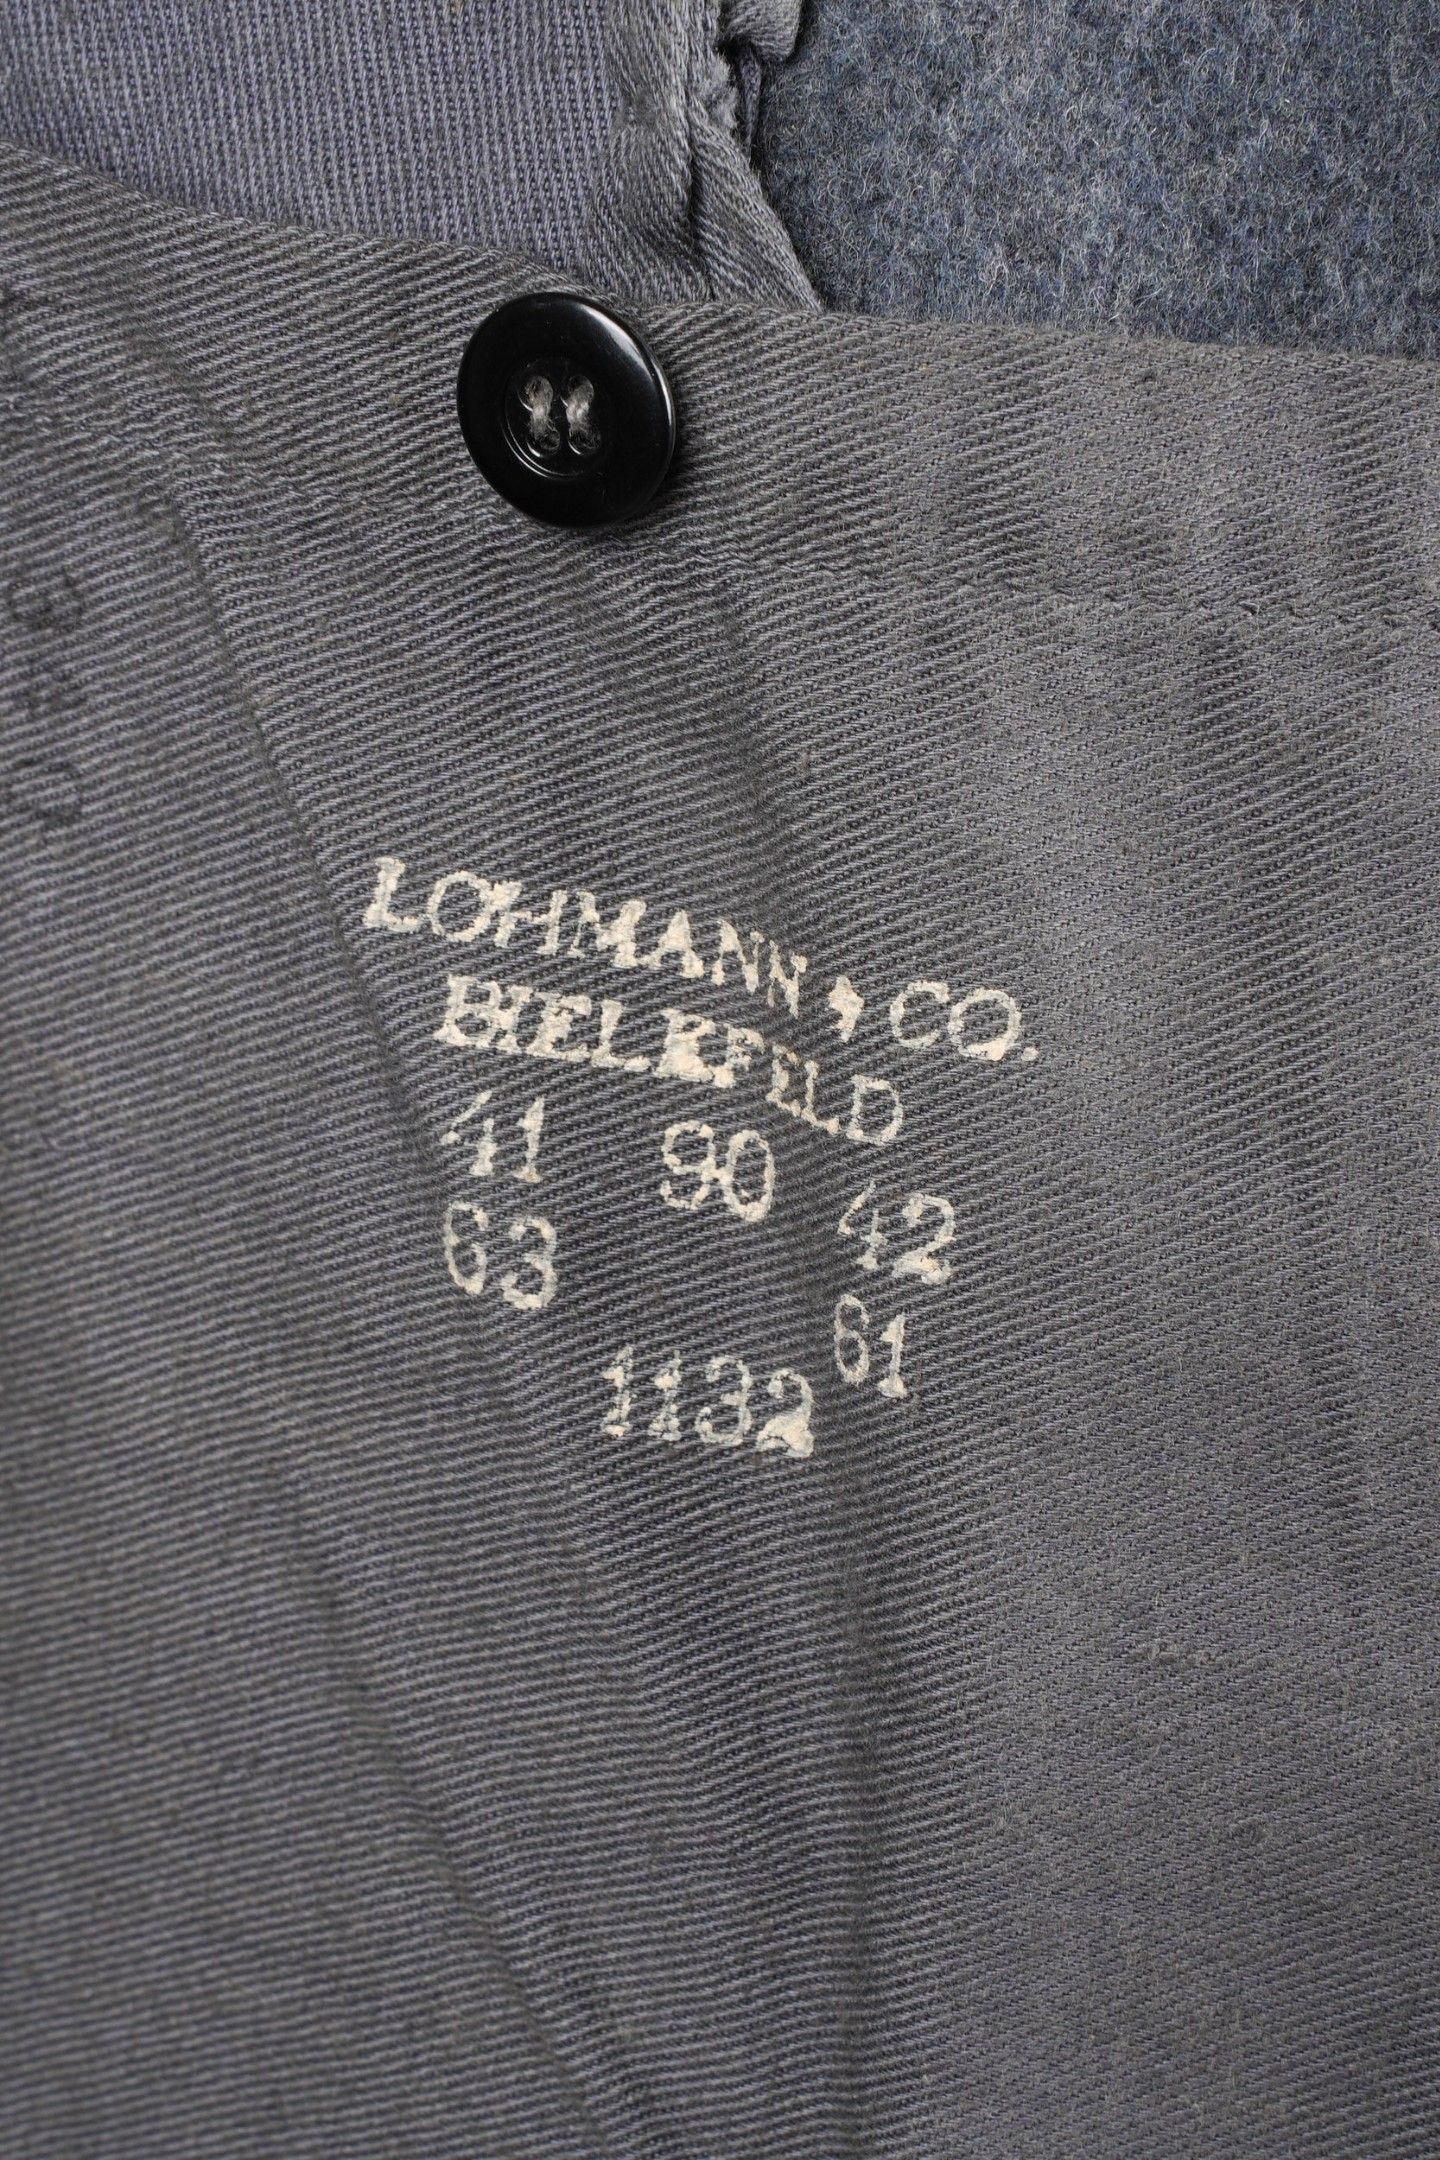 LOHMANN & CO.
BIELEFELD
41 90 42
63 61
1132